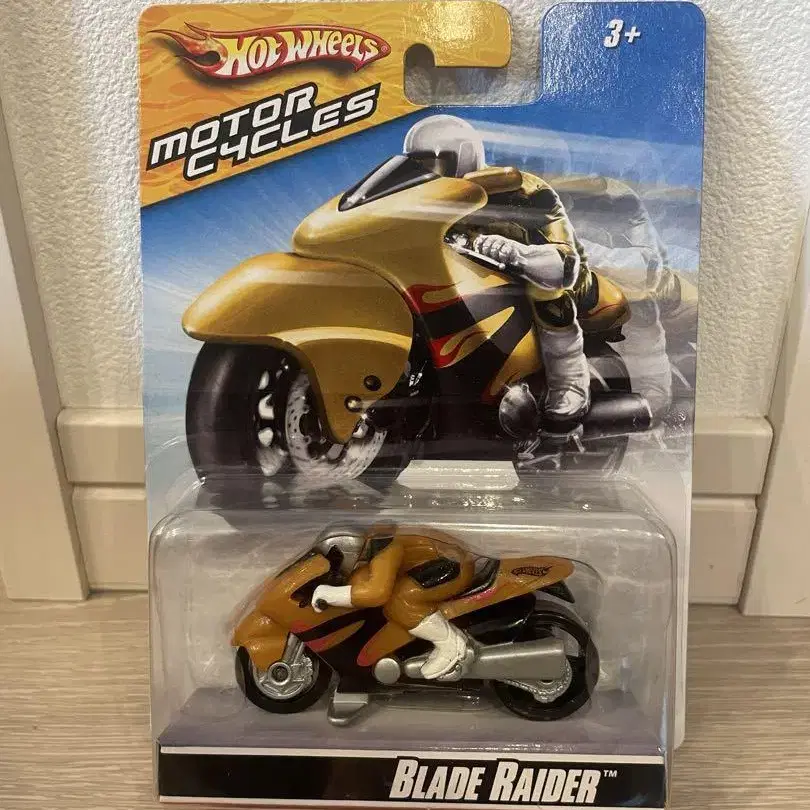 HOT WHEELS
3+
MOTOR
CYCLES
BLADE RAIDER™